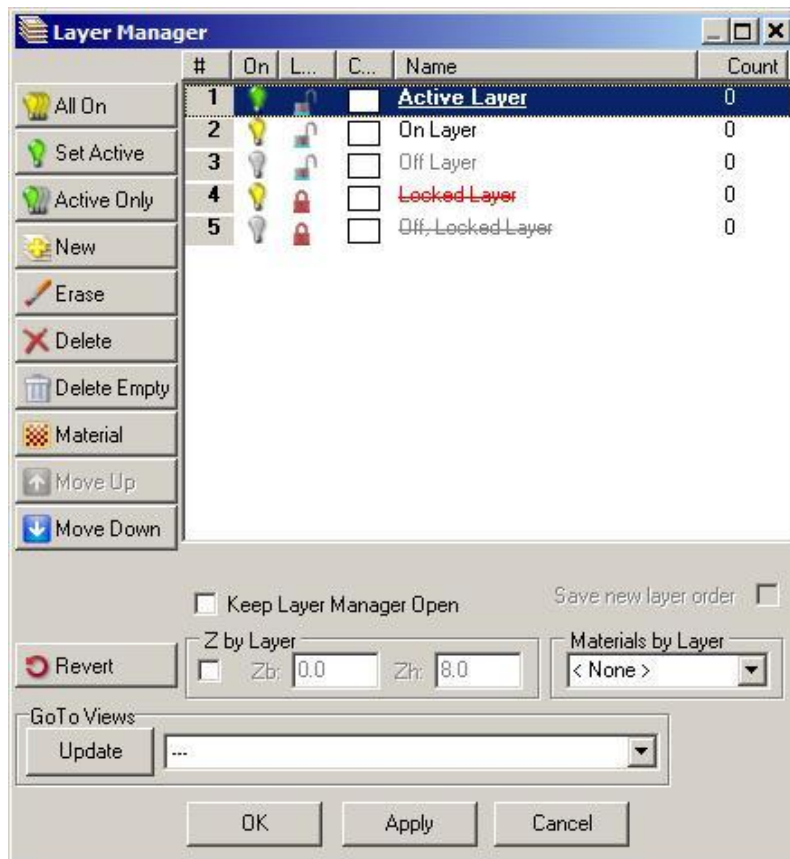 Layer Manager
# On L... C... Name Count
All On
Set Active
Active Only
New
Erase
Delete
Delete Empty
Material
Move Up
Move Down
1 Active Layer 0
2 On Layer 0
3 Off Layer 0
4 Locked Layer 0
5 Off, Locked Layer 0
Keep Layer Manager Open
Save new layer order
Revert
Z by Layer
Zb: 0.0 Zh: 8.0
Materials by Layer
< None >
GoTo Views
Update ---
OK Apply Cancel